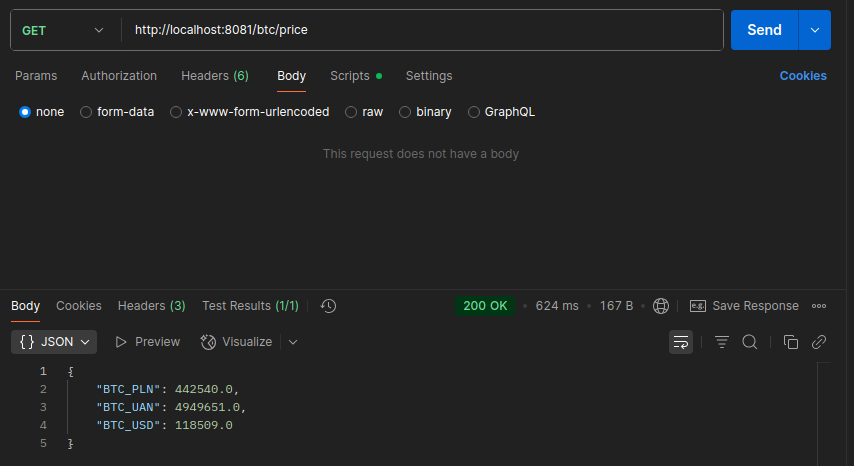 GET http://localhost:8081/btc/price Send
Params Authorization Headers (6) Body Scripts Settings Cookies
none form-data x-www-form-urlencoded raw binary GraphQL
This request does not have a body
Body Cookies Headers (3) Test Results (1/1) 200 OK 624 ms 167 B e.g. Save Response
{} JSON Preview Visualize
1 {
2 "BTC_PLN": 442540.0,
3 "BTC_UAN": 4949651.0,
4 "BTC_USD": 118509.0
5 }